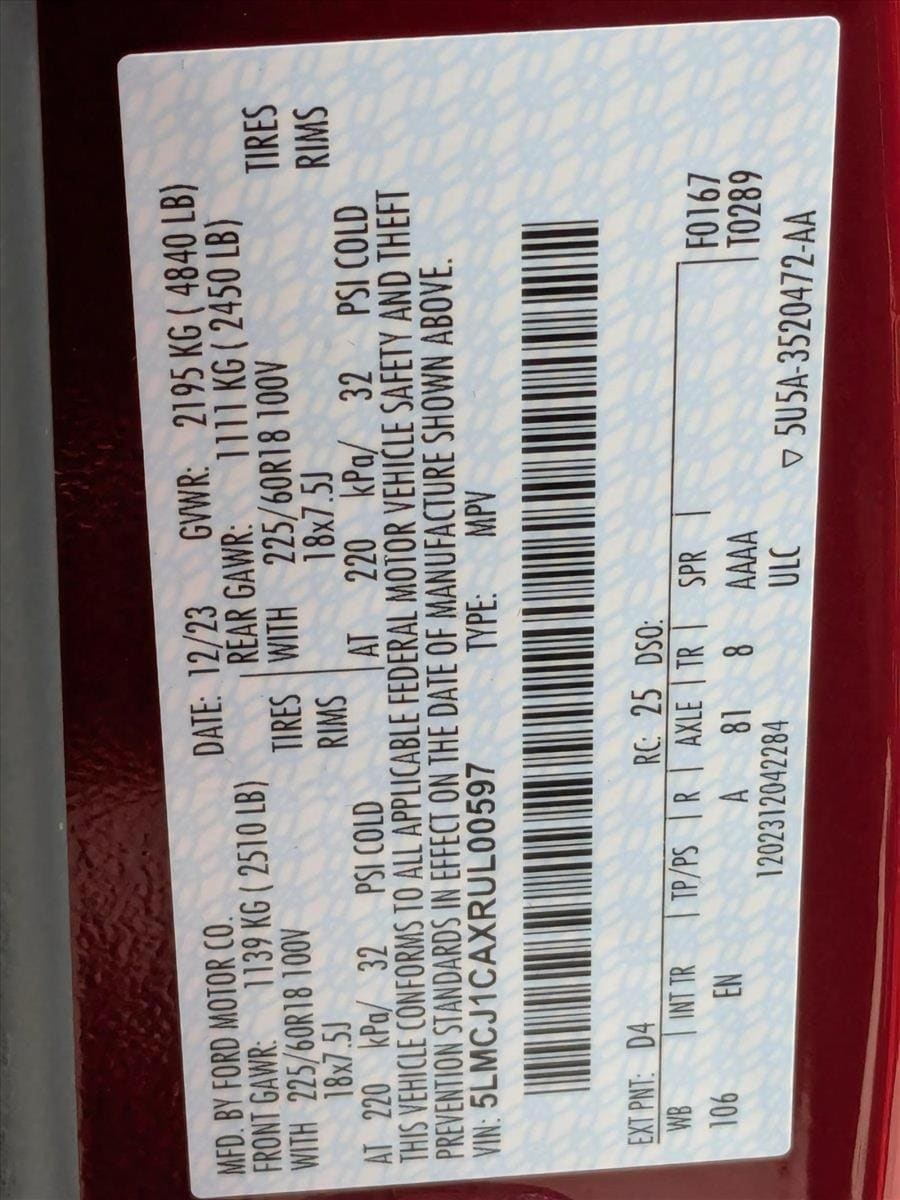 MFD. BY FORD MOTOR CO. DATE: 12/23 GVWR: 2195 KG ( 4840 LB)
FRONT GAWR: 1139 KG ( 2510 LB) REAR GAWR: 1111 KG ( 2450 LB)
WITH 225/60R18 100V TIRES WITH 225/60R18 100V TIRES
18x7.5J RIMS 18x7.5J RIMS
AT 220 kPa/ 32 PSI COLD AT 220 kPa/ 32 PSI COLD
THIS VEHICLE CONFORMS TO ALL APPLICABLE FEDERAL MOTOR VEHICLE SAFETY AND THEFT
PREVENTION STANDARDS IN EFFECT ON THE DATE OF MANUFACTURE SHOWN ABOVE.
VIN: 5LMCJ1CAXRUL00597 TYPE: MPV
EXT PNT: D4 RC: 25 DSO:
WB INT TR TP/PS R AXLE TR SPR F0167
106 EN A 81 8 AAAA T0289
1202312042284 ULC ▽ 5U5A-3520472-AA